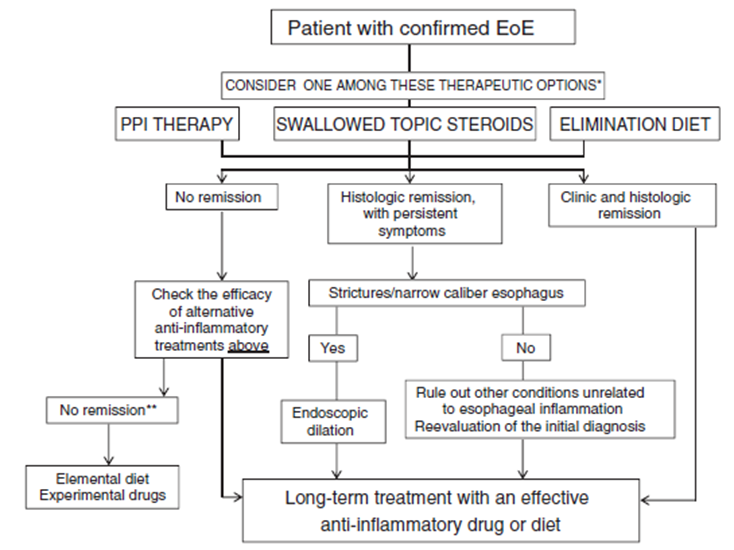 Patient with confirmed EoE
CONSIDER ONE AMONG THESE THERAPEUTIC OPTIONS*
PPI THERAPY
SWALLOWED TOPIC STEROIDS
ELIMINATION DIET
No remission
Histologic remission,
with persistent
symptoms
Clinic and histologic
remission
Check the efficacy
of alternative
anti-inflammatory
treatments above
Strictures/narrow caliber esophagus
Yes
No
No remission**
Endoscopic
dilation
Rule out other conditions unrelated
to esophageal inflammation
Reevaluation of the initial diagnosis
Elemental diet
Experimental drugs
Long-term treatment with an effective
anti-inflammatory drug or diet